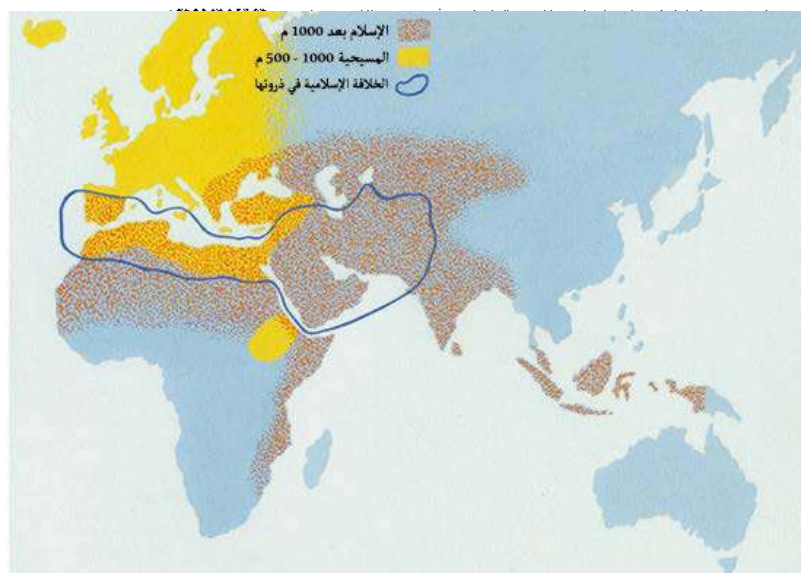 الإسلام بعد 1000 م
المسيحية 1000 - 500 م
الخلافة الإسلامية في ذروتها